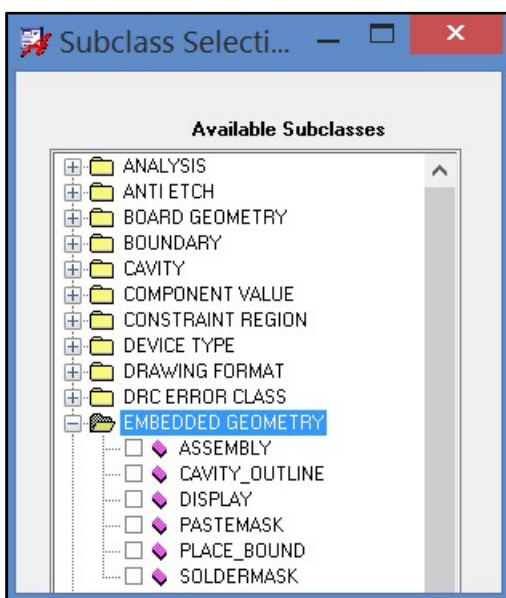 Subclass Selecti...
Available Subclasses
ANALYSIS
ANTI ETCH
BOARD GEOMETRY
BOUNDARY
CAVITY
COMPONENT VALUE
CONSTRAINT REGION
DEVICE TYPE
DRAWING FORMAT
DRC ERROR CLASS
EMBEDDED GEOMETRY
ASSEMBLY
CAVITY_OUTLINE
DISPLAY
PASTEMASK
PLACE_BOUND
SOLDERMASK